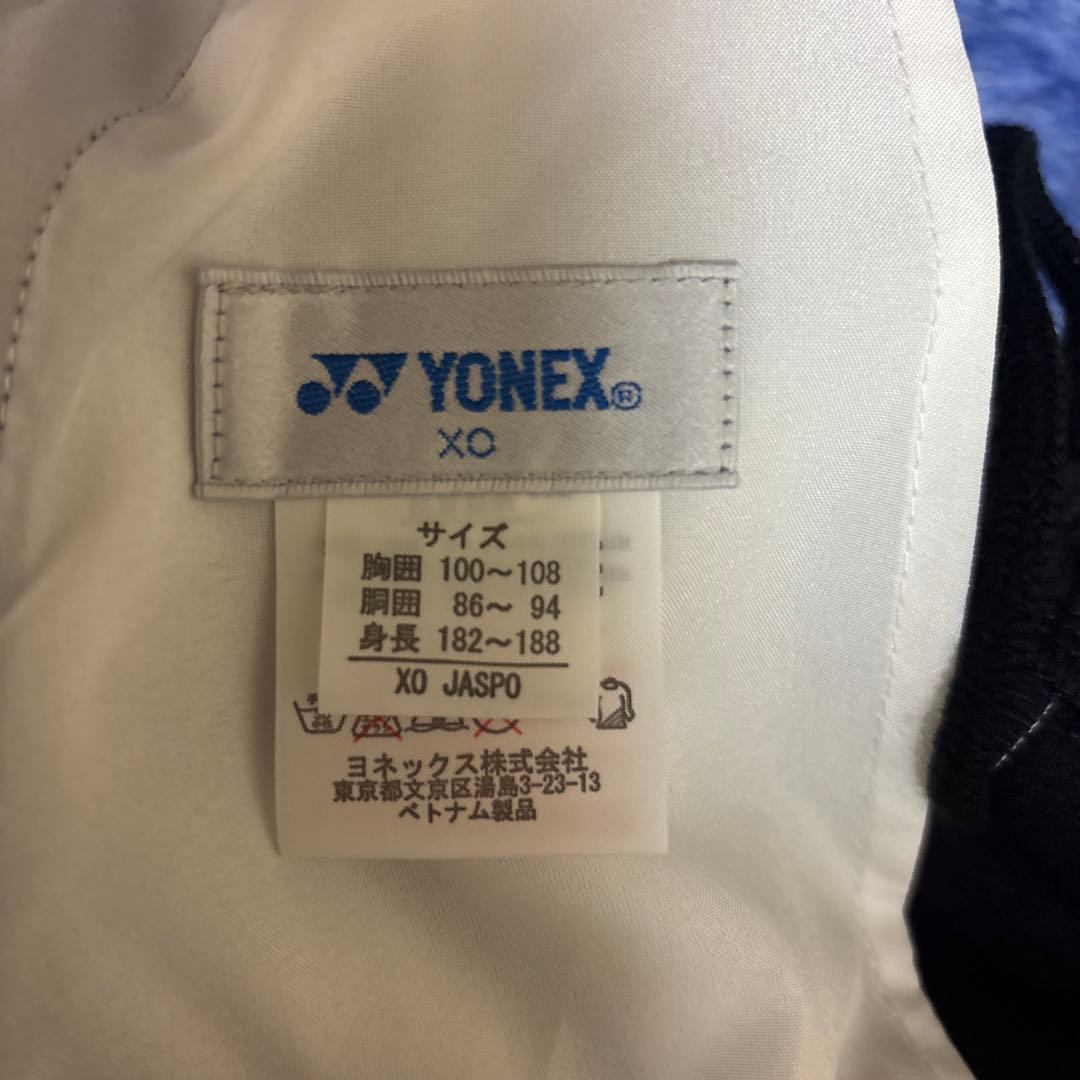 YONEX®
XO
サイズ
胸囲 100～108
胴囲 86～ 94
身長 182～188
XO JASPO
ヨネックス株式会社
東京都文京区湯島3-23-13
ベトナム製品